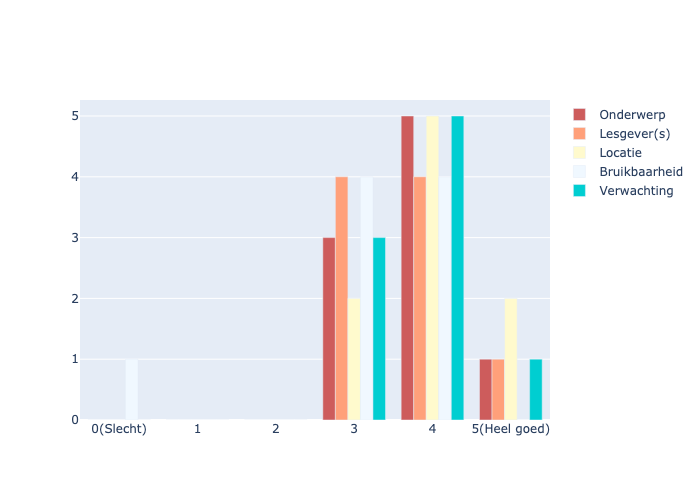 5
4
3
2
1
0
0(Slecht) 1 2 3 4 5(Heel goed)
Onderwerp
Lesgever(s)
Locatie
Bruikbaarheid
Verwachting